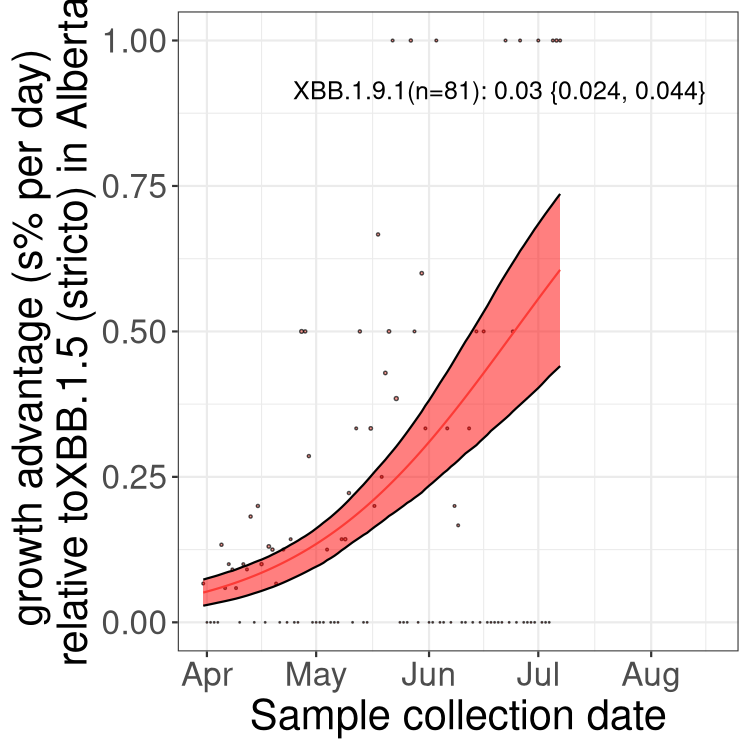 growth advantage (s% per day)
relative toXBB.1.5 (stricto) in Alberta
1.00
0.75
0.50
0.25
0.00
XBB.1.9.1(n=81): 0.03 {0.024, 0.044}
Apr May Jun Jul Aug
Sample collection date